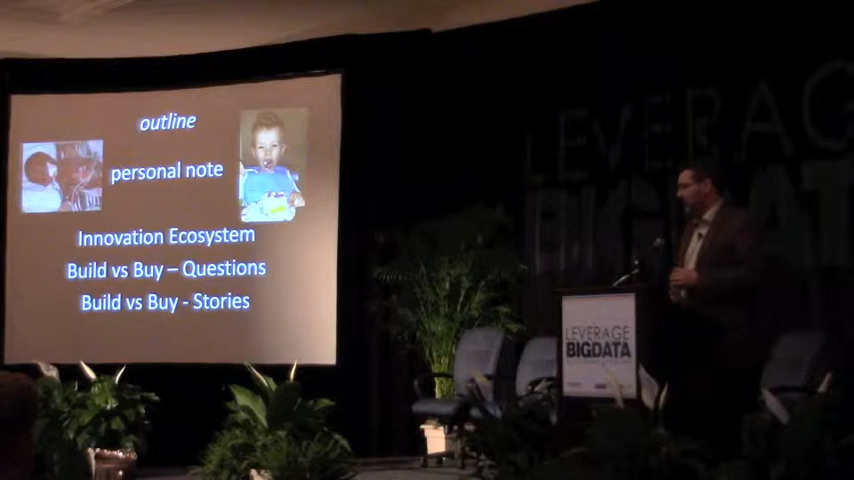 outline
personal note
Innovation Ecosystem
Build vs Buy – Questions
Build vs Buy - Stories
LEVERAGE
BIGDATA
LEVERAGE
BIGDATA